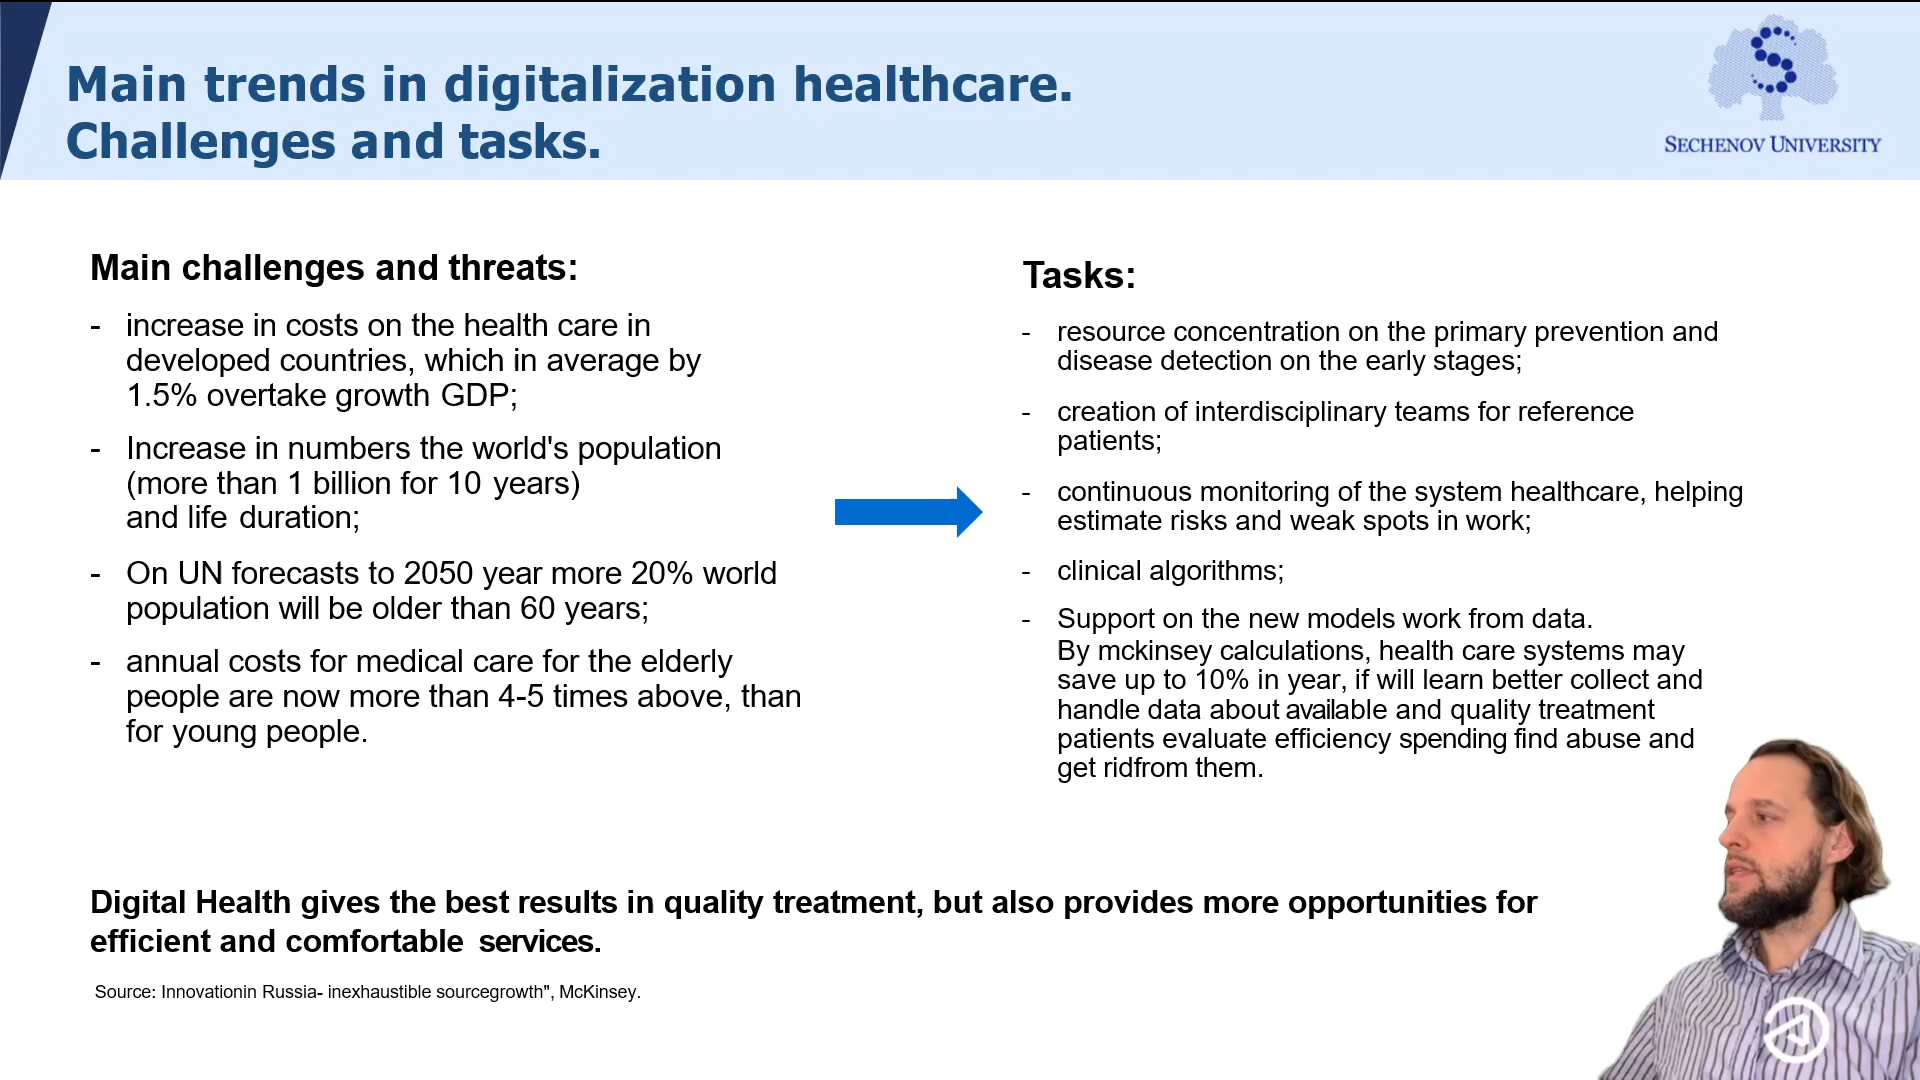 Main trends in digitalization healthcare.
Challenges and tasks.
SECHENOV UNIVERSITY
Main challenges and threats:
- increase in costs on the health care in
developed countries, which in average by
1.5% overtake growth GDP;
- Increase in numbers the world's population
(more than 1 billion for 10 years)
and life duration;
- On UN forecasts to 2050 year more 20% world
population will be older than 60 years;
- annual costs for medical care for the elderly
people are now more than 4-5 times above, than
for young people.
Tasks:
- resource concentration on the primary prevention and
disease detection on the early stages;
- creation of interdisciplinary teams for reference
patients;
- continuous monitoring of the system healthcare, helping
estimate risks and weak spots in work;
- clinical algorithms;
- Support on the new models work from data.
By mckinsey calculations, health care systems may
save up to 10% in year, if will learn better collect and
handle data about available and quality treatment
patients evaluate efficiency spending find abuse and
get ridfrom them.
Digital Health gives the best results in quality treatment, but also provides more opportunities for
efficient and comfortable services.
Source: Innovationin Russia- inexhaustible sourcegrowth", McKinsey.